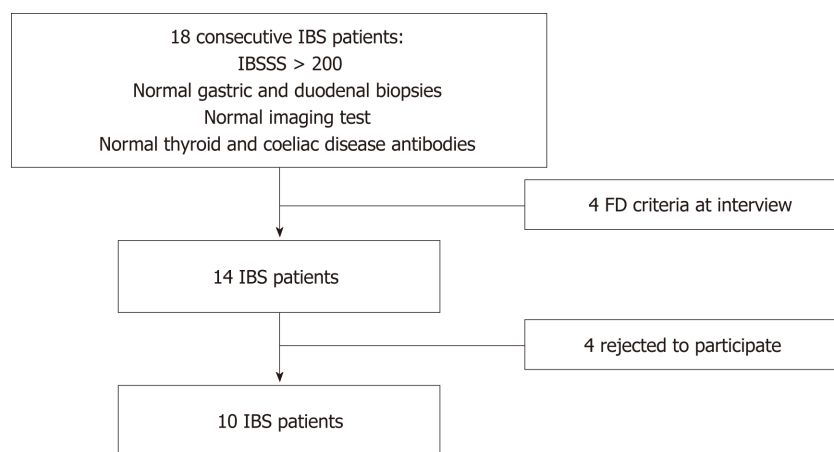 18 consecutive IBS patients:
IBSSS > 200
Normal gastric and duodenal biopsies
Normal imaging test
Normal thyroid and coeliac disease antibodies
4 FD criteria at interview
14 IBS patients
4 rejected to participate
10 IBS patients